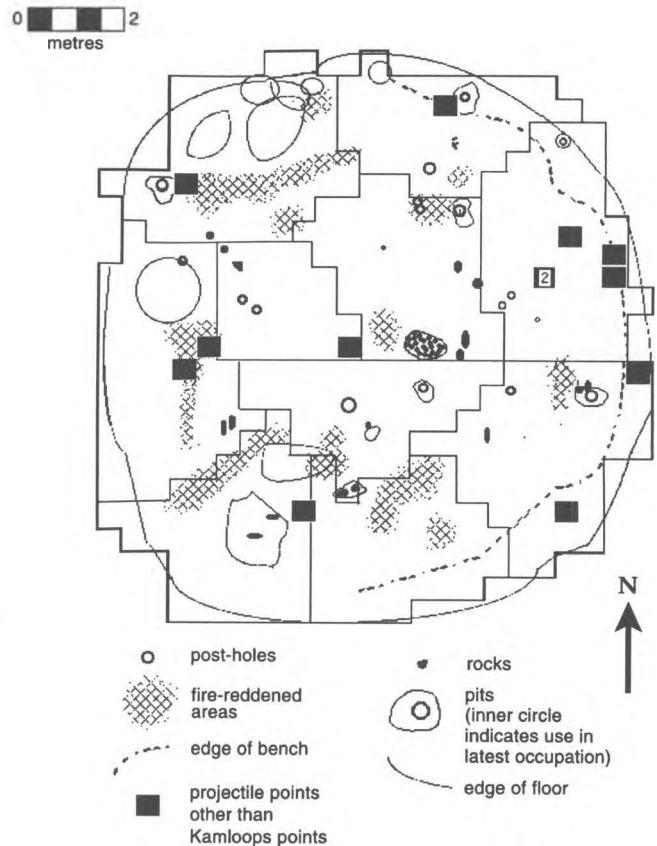 0 2
metres
2
N
post-holes
fire-reddened
areas
edge of bench
projectile points
other than
Kamloops points
rocks
pits
(inner circle
indicates use in
latest occupation)
edge of floor